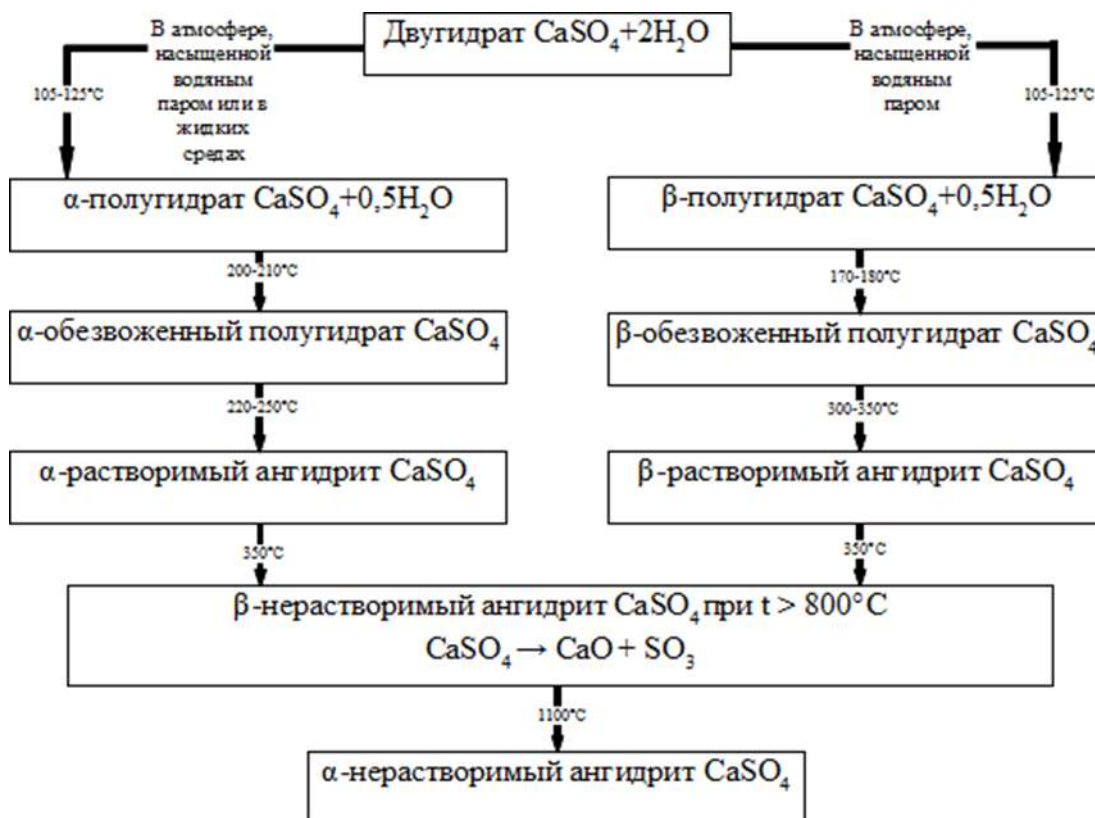 Двугидрат CaSO₄+2H₂O
В атмосфере,
насыщенной
водяным
паром или в
жидких
средах
В атмосфере,
насыщенной
водяным
паром
105-125°С
105-125°С
α-полугидрат CaSO₄+0,5H₂O
β-полугидрат CaSO₄+0,5H₂O
200-210°С
170-180°С
α-обезвоженный полугидрат CaSO₄
β-обезвоженный полугидрат CaSO₄
220-250°С
300-350°С
α-растворимый ангидрит CaSO₄
β-растворимый ангидрит CaSO₄
350°С
350°С
β-нерастворимый ангидрит CaSO₄ при t > 800°C
CaSO₄ → CaO + SO₃
1100°С
α-нерастворимый ангидрит CaSO₄